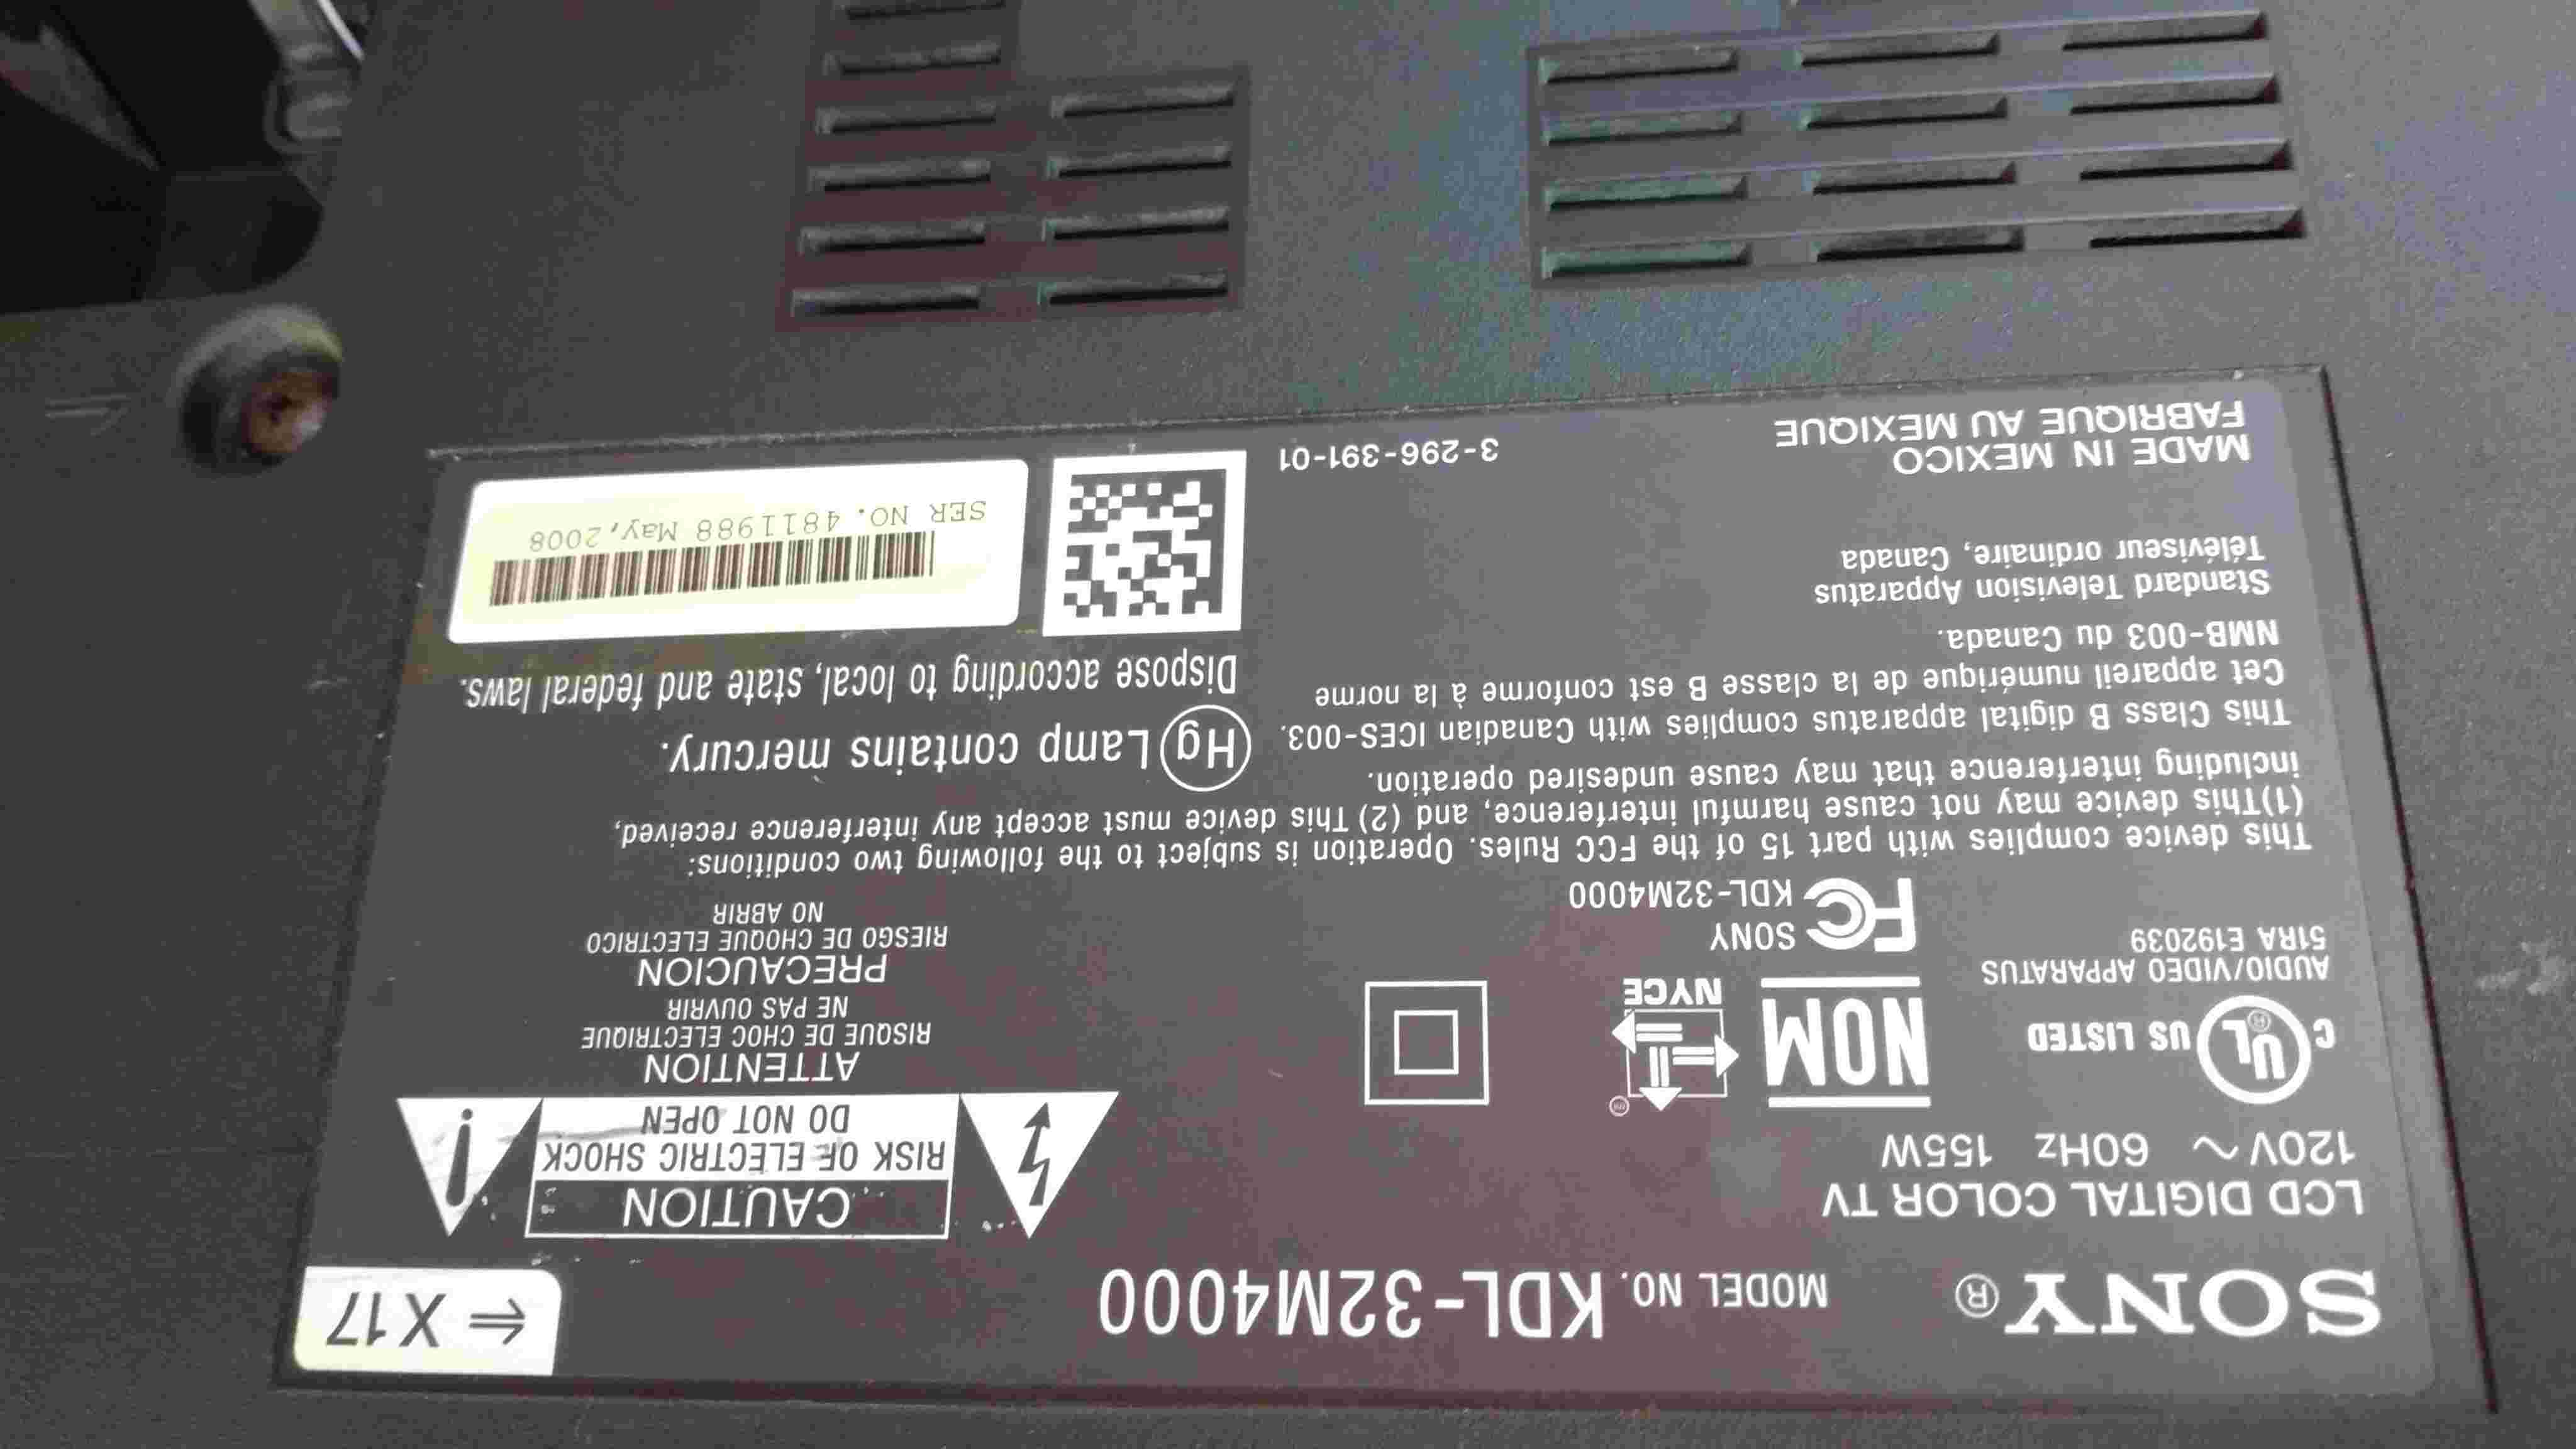 SONY® MODEL NO. KDL-32M4000
⇐ X17
LCD DIGITAL COLOR TV
120V ~ 60Hz 155W
C UL® US LISTED
AUDIO/VIDEO APPARATUS
51RA E192039
NOM
NYCE
FC
SONY
KDL-32M4000
CAUTION
RISK OF ELECTRIC SHOCK
DO NOT OPEN
ATTENTION
RISQUE DE CHOC ELECTRIQUE
NE PAS OUVRIR
PRECAUCION
RIESGO DE CHOQUE ELECTRICO
NO ABRIR
This device complies with part 15 of the FCC Rules. Operation is subject to the following two conditions:
(1)This device may not cause harmful interference, and (2) This device must accept any interference received,
including interference that may cause undesired operation.
This Class B digital apparatus complies with Canadian ICES-003.
Cet appareil numérique de la classe B est conforme à la norme
NMB-003 du Canada.
Standard Television Apparatus
Téléviseur ordinaire, Canada
MADE IN MEXICO
FABRIQUE AU MEXIQUE
3-296-391-01
Hg Lamp contains mercury.
Dispose according to local, state and federal laws.
SER NO. 4811988 May,2008